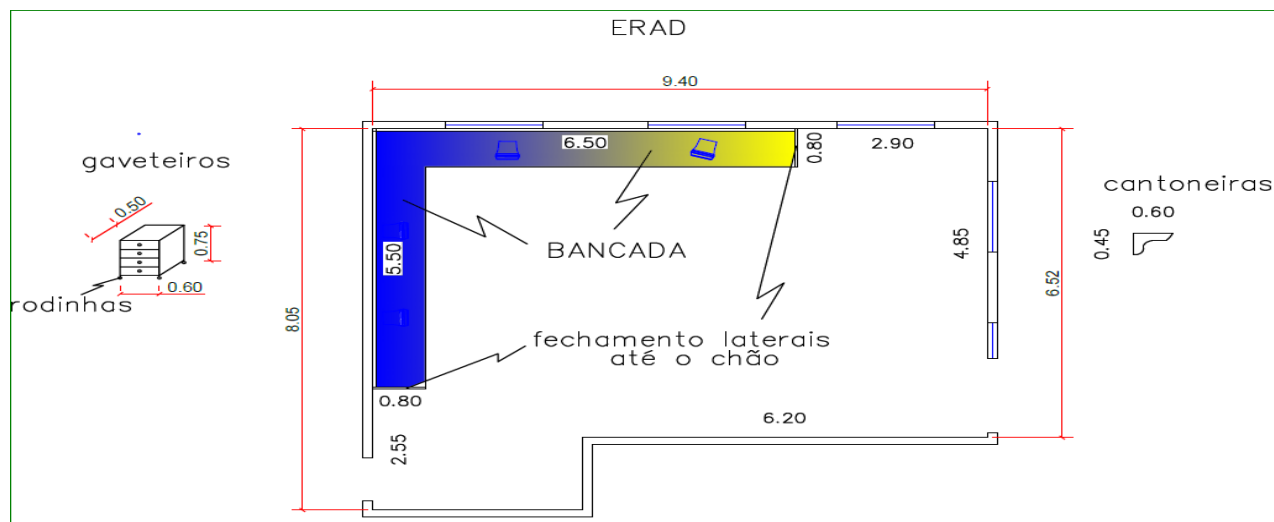 ERAD
9.40
6.50
0.80
2.90
gaveteiros
0.50
0.75
0.60
rodinhas
cantoneiras
0.60
0.45
BANCADA
5.50
4.85
6.52
8.05
fechamento laterais
até o chão
0.80
2.55
6.20